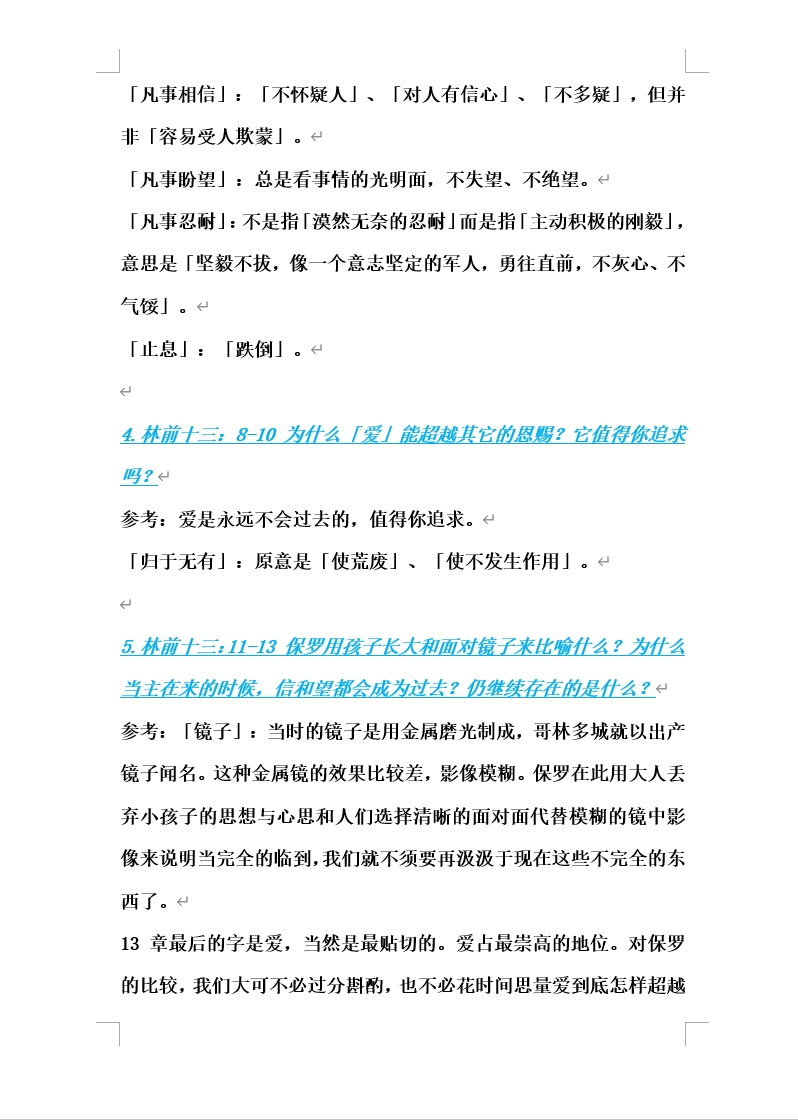 「凡事相信」：「不怀疑人」、「对人有信心」、「不多疑」，但并
非「容易受人欺蒙」。
「凡事盼望」：总是看事情的光明面，不失望、不绝望。
「凡事忍耐」：不是指「漠然无奈的忍耐」而是指「主动积极的刚毅」，
意思是「坚毅不拔，像一个意志坚定的军人，勇往直前，不灰心、不
气馁」。
「止息」：「跌倒」。
4.林前十三：8-10 为什么「爱」能超越其它的恩赐？它值得你追求
吗？
参考：爱是永远不会过去的，值得你追求。
「归于无有」：原意是「使荒废」、「使不发生作用」。
5.林前十三：11-13 保罗用孩子长大和面对镜子来比喻什么？为什么
当主在来的时候，信和望都会成为过去？仍继续存在的是什么？
参考：「镜子」：当时的镜子是用金属磨光制成，哥林多城就以出产
镜子闻名。这种金属镜的效果比较差，影像模糊。保罗在此用大人丢
弃小孩子的思想与心思和人们选择清晰的面对面代替模糊的镜中影
像来说明当完全的临到，我们就不须要再汲汲于现在这些不完全的东
西了。
13 章最后的字是爱，当然是最贴切的。爱占最崇高的地位。对保罗
的比较，我们大可不必过分斟酌，也不必花时间思量爱到底怎样超越